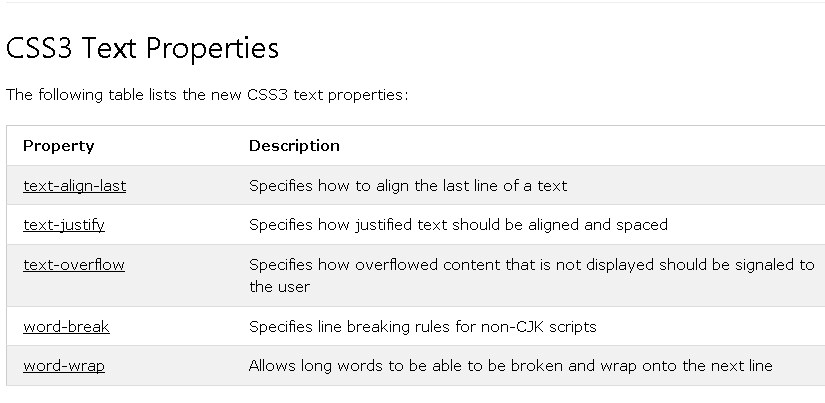 CSS3 Text Properties
The following table lists the new CSS3 text properties:
Property Description
text-align-last Specifies how to align the last line of a text
text-justify Specifies how justified text should be aligned and spaced
text-overflow Specifies how overflowed content that is not displayed should be signaled to
the user
word-break Specifies line breaking rules for non-CJK scripts
word-wrap Allows long words to be able to be broken and wrap onto the next line